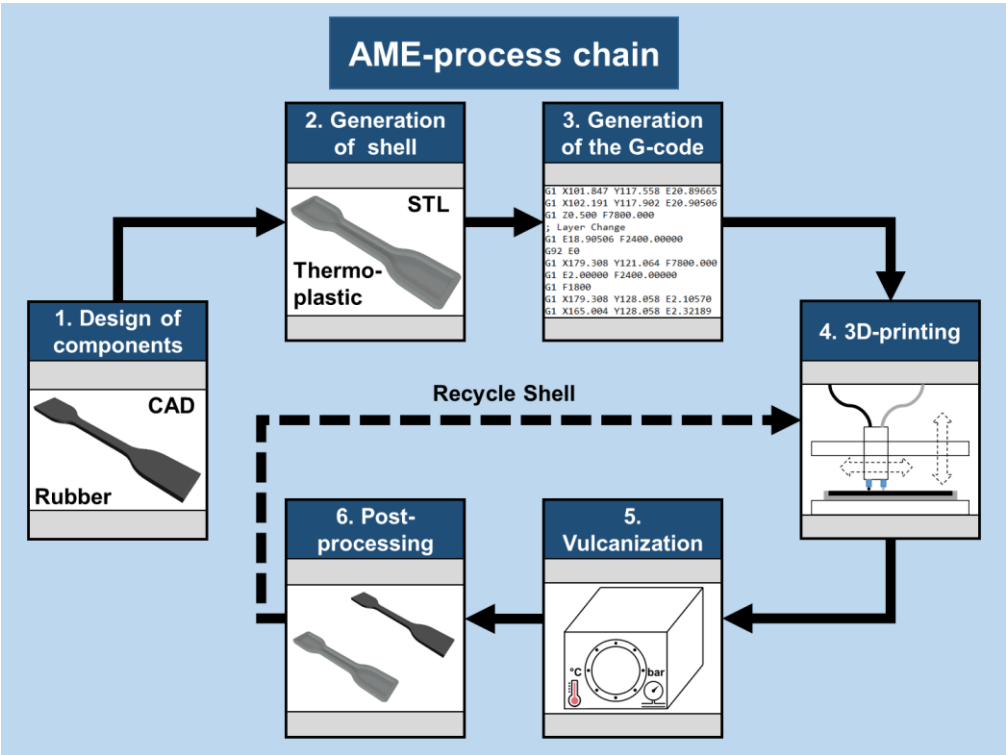 AME-process chain
1. Design of
components
CAD
Rubber
2. Generation
of shell
STL
Thermo-
plastic
3. Generation
of the G-code
G1 X101.847 Y117.558 E20.89665
G1 X102.191 Y117.902 E20.90506
G1 Z0.500 F7800.000
; Layer Change
G1 E18.90506 F2400.00000
G92 E0
G1 X179.308 Y121.064 F7800.000
G1 E2.00000 F2400.00000
G1 F1800
G1 X179.308 Y128.058 E2.10570
G1 X165.004 Y128.058 E2.32189
4. 3D-printing
5.
Vulcanization
°C
bar
6. Post-
processing
Recycle Shell